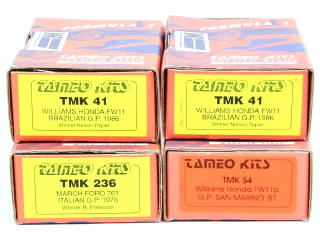 FORMULA 1
FORMULA 1
TAMEO KITS
TMK 41
WILLIAMS HONDA FW11
BRAZILIAN G.P. 1986
Winner Nelson Piquet
TAMEO KITS
TMK 41
WILLIAMS HONDA FW11
BRAZILIAN G.P. 1986
Winner Nelson Piquet
TAMEO KITS
TMK 236
MARCH FORD 761
ITALIAN G.P. 1976
Winner R. Peterson
TAMEO KITS
TMK 54
Williams Honda FW11b
G.P. SAN MARINO '87